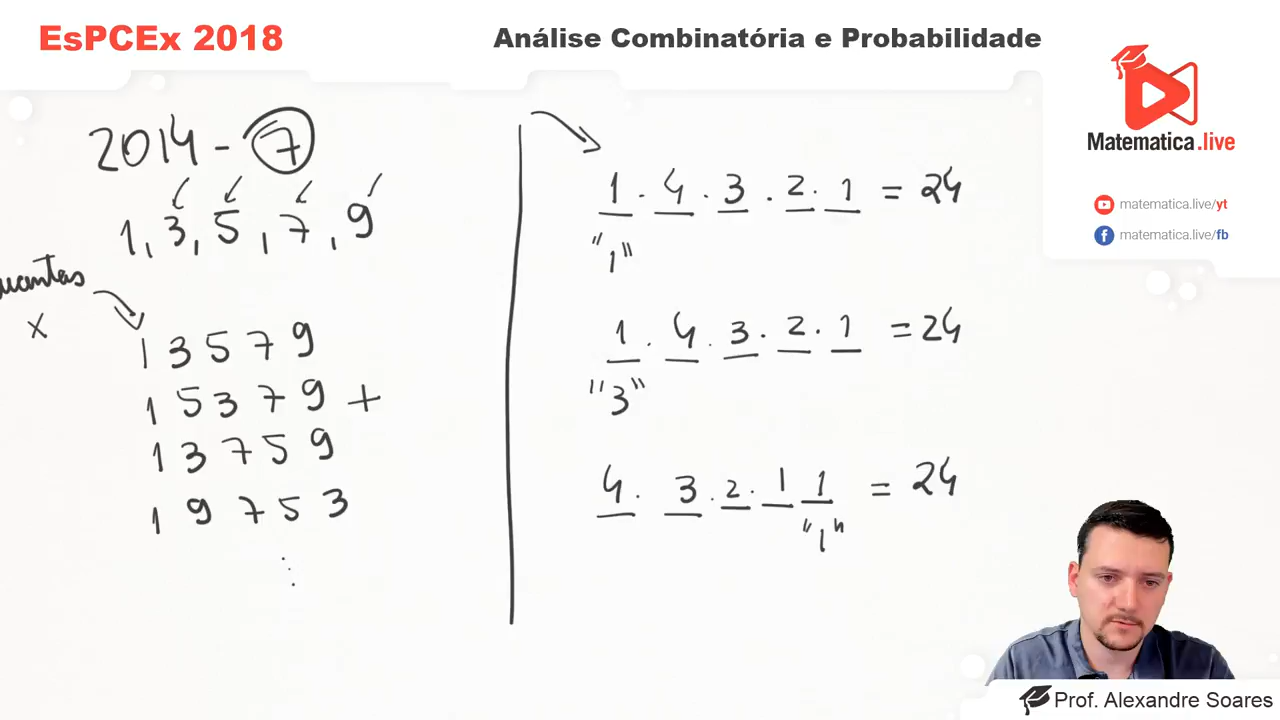 EsPCEx 2018
Análise Combinatória e Probabilidade
Matematica.live
matematica.live/yt
matematica.live/fb
2014 - 7
1, 3, 5, 7, 9
x
1 3 5 7 9
1 5 3 7 9 +
1 3 7 5 9
1 9 7 5 3
1 . 4 . 3 . 2 . 1 = 24
"1"
1 . 4 . 3 . 2 . 1 = 24
"3"
4 . 3 . 2 . 1 1 = 24
"1"
Prof. Alexandre Soares